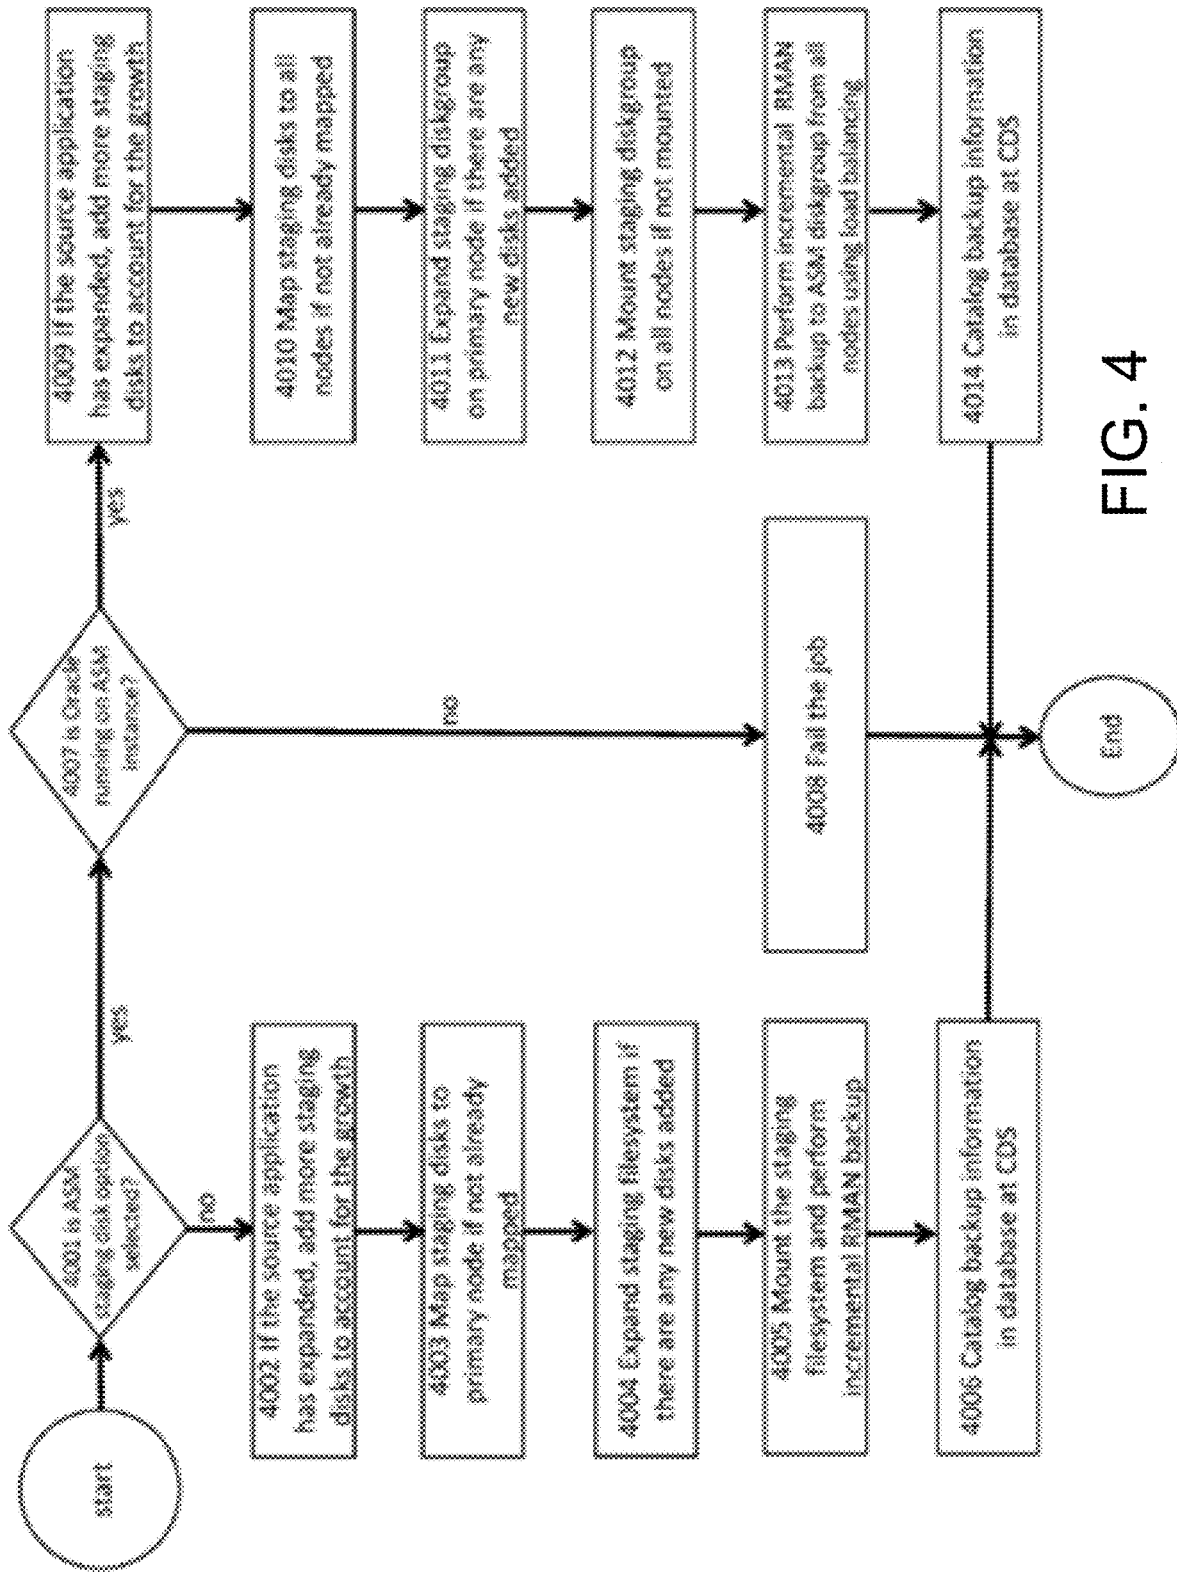 start
4001 is ASM
staging disk option
selected?
yes
no
4002 If the source application
has expanded, add more staging
disks to account for the growth
4003 Map staging disks to
primary node if not already
mapped
4004 Expand staging filesystem if
there are any new disks added
4005 Mount the staging
filesystem and perform
incremental RMAN backup
4006 Catalog backup information
in database at CDS
4007 is Oracle
running on ASM
instance?
yes
no
4008 Fail the job
End
4009 If the source application
has expanded, add more staging
disks to account for the growth
4010 Map staging disks to all
nodes if not already mapped
4011 Expand staging diskgroup
on primary node if there are any
new disks added
4012 Mount staging diskgroup
on all nodes if not mounted
4013 Perform incremental RMAN
backup to ASM diskgroup from all
nodes using load balancing
4014 Catalog backup information
in database at CDS
FIG. 4